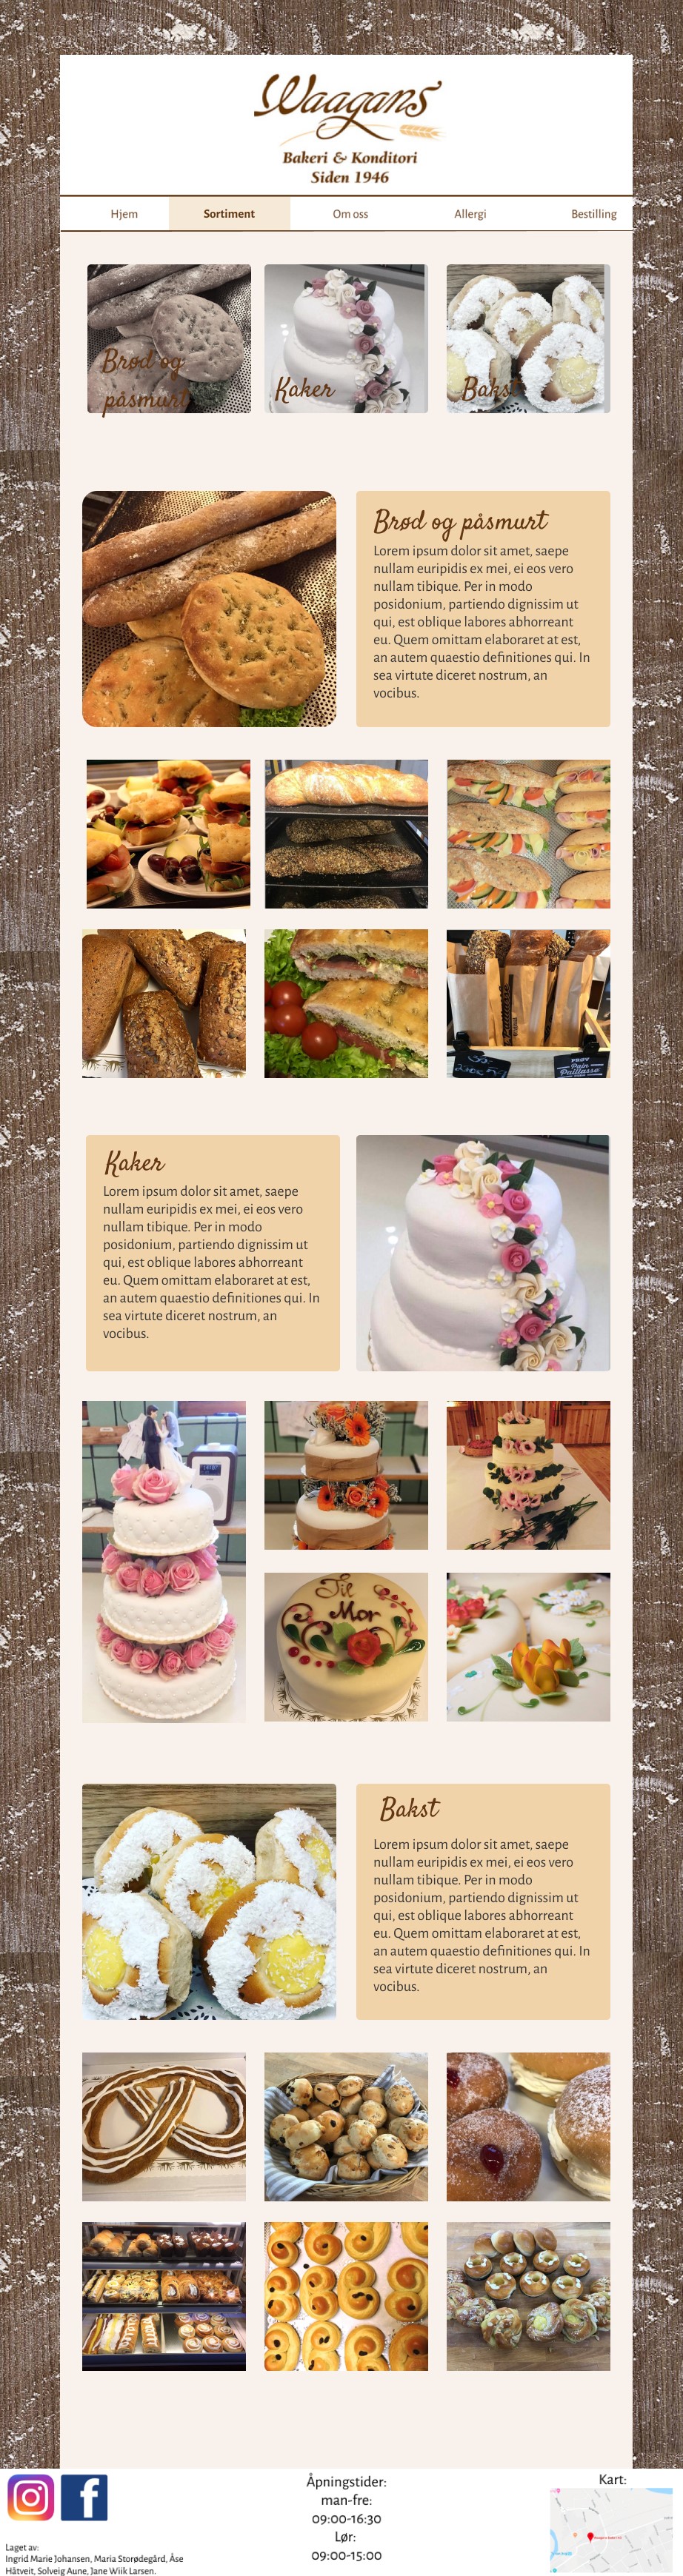 Waagans
Bakeri & Konditori
Siden 1946
Hjem Sortiment Om oss Allergi Bestilling
Brød og
påsmurt
Kaker
Bakst
Brød og påsmurt
Lorem ipsum dolor sit amet, saepe
nullam euripidis ex mei, ei eos vero
nullam tibique. Per in modo
posidonium, partiendo dignissim ut
qui, est oblique labores abhorreant
eu. Quem omittam elaboraret at est,
an autem quaestio definitiones qui. In
sea virtute diceret nostrum, an
vocibus.
Pain
Paillasse
Kaker
Lorem ipsum dolor sit amet, saepe
nullam euripidis ex mei, ei eos vero
nullam tibique. Per in modo
posidonium, partiendo dignissim ut
qui, est oblique labores abhorreant
eu. Quem omittam elaboraret at est,
an autem quaestio definitiones qui. In
sea virtute diceret nostrum, an
vocibus.
Til
Mor
Bakst
Lorem ipsum dolor sit amet, saepe
nullam euripidis ex mei, ei eos vero
nullam tibique. Per in modo
posidonium, partiendo dignissim ut
qui, est oblique labores abhorreant
eu. Quem omittam elaboraret at est,
an autem quaestio definitiones qui. In
sea virtute diceret nostrum, an
vocibus.
Åpningstider:
man-fre:
09:00-16:30
Lør:
09:00-15:00
Kart:
Laget av:
Ingrid Marie Johansen, Maria Storødegård, Åse
Håtveit, Solveig Aune, Jane Wiik Larsen.